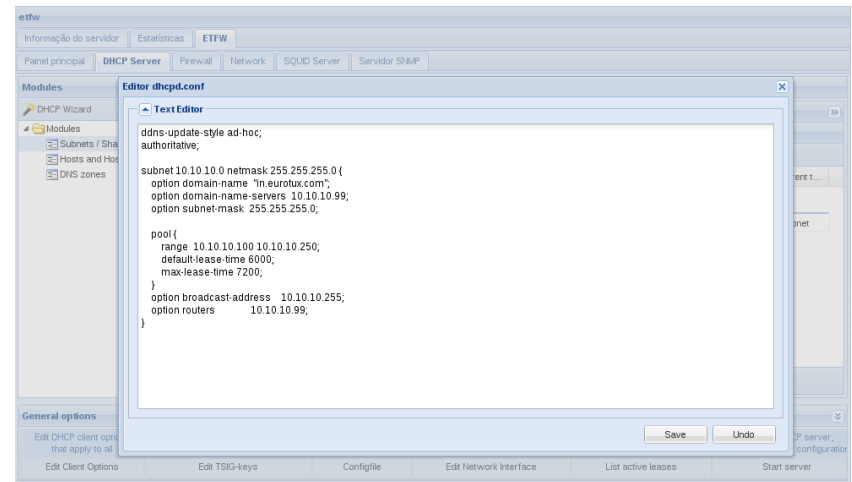 etfw
Informação do servidor Estatísticas ETFW
Painel principal DHCP Server Firewall Network SQUID Server Servidor SNMP
Modules
DHCP Wizard
Modules
Subnets / Sha
Hosts and Hos
DNS zones
Editor dhcpd.conf
Text Editor
ddns-update-style ad-hoc;
authoritative;
subnet 10.10.10.0 netmask 255.255.255.0 {
option domain-name "in.eurotux.com";
option domain-name-servers 10.10.10.99;
option subnet-mask 255.255.255.0;
pool {
range 10.10.10.100 10.10.10.250;
default-lease-time 6000;
max-lease-time 7200;
}
option broadcast-address 10.10.10.255;
option routers 10.10.10.99;
}
Save Undo
General options
Edit DHCP client optio
that apply to all
CP server,
configuration
Edit Client Options Edit TSIG-keys Configfile Edit Network Interface List active leases Start server